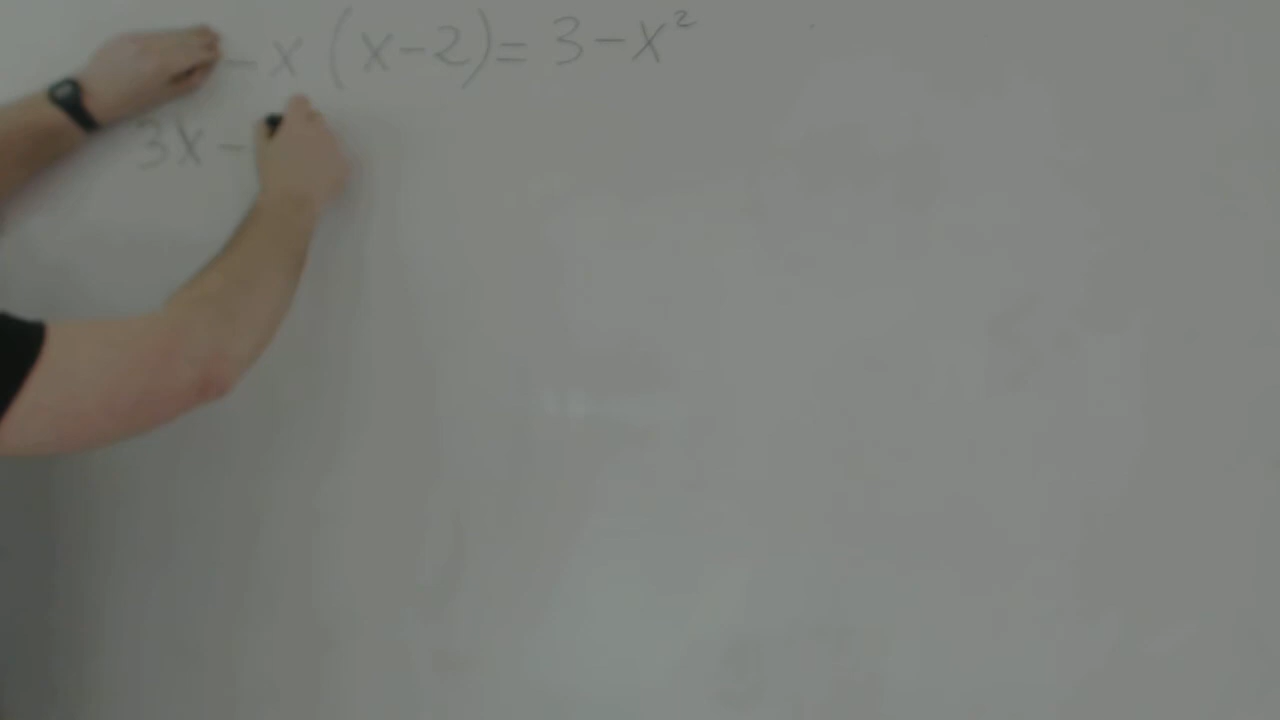 - x (x-2) = 3 - x²
3x -